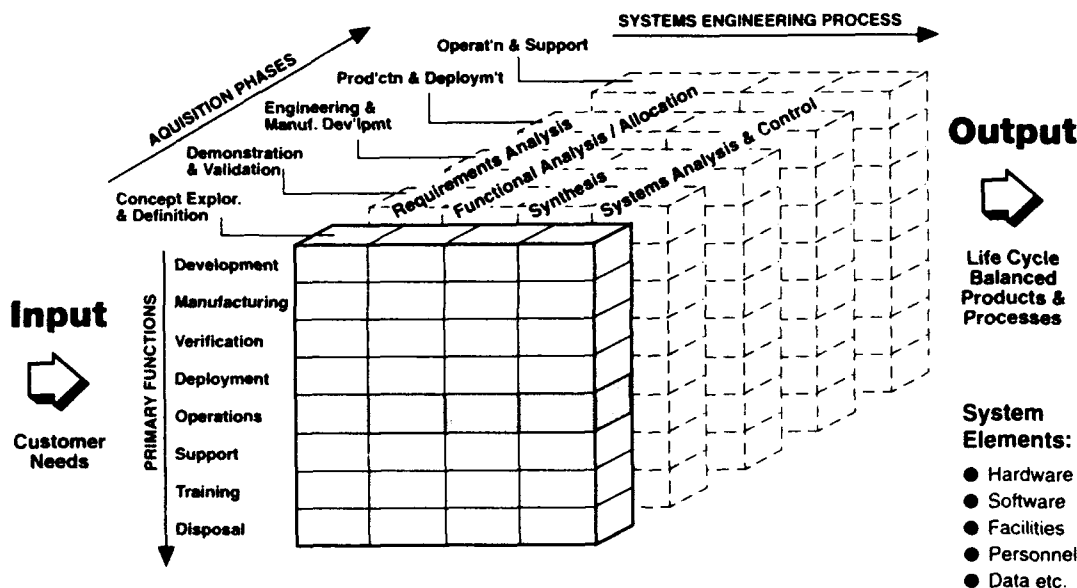 SYSTEMS ENGINEERING PROCESS
AQUISITION PHASES
Operat'n & Support
Prod'ctn & Deploym't
Engineering &
Manuf. Dev'lpmt
Demonstration
& Validation
Concept Explor.
& Definition
Requirements Analysis
Functional Analysis / Allocation
Synthesis
Systems Analysis & Control
Input
Customer
Needs
PRIMARY FUNCTIONS
Development
Manufacturing
Verification
Deployment
Operations
Support
Training
Disposal
Output
Life Cycle
Balanced
Products &
Processes
System
Elements:
● Hardware
● Software
● Facilities
● Personnel
● Data etc.